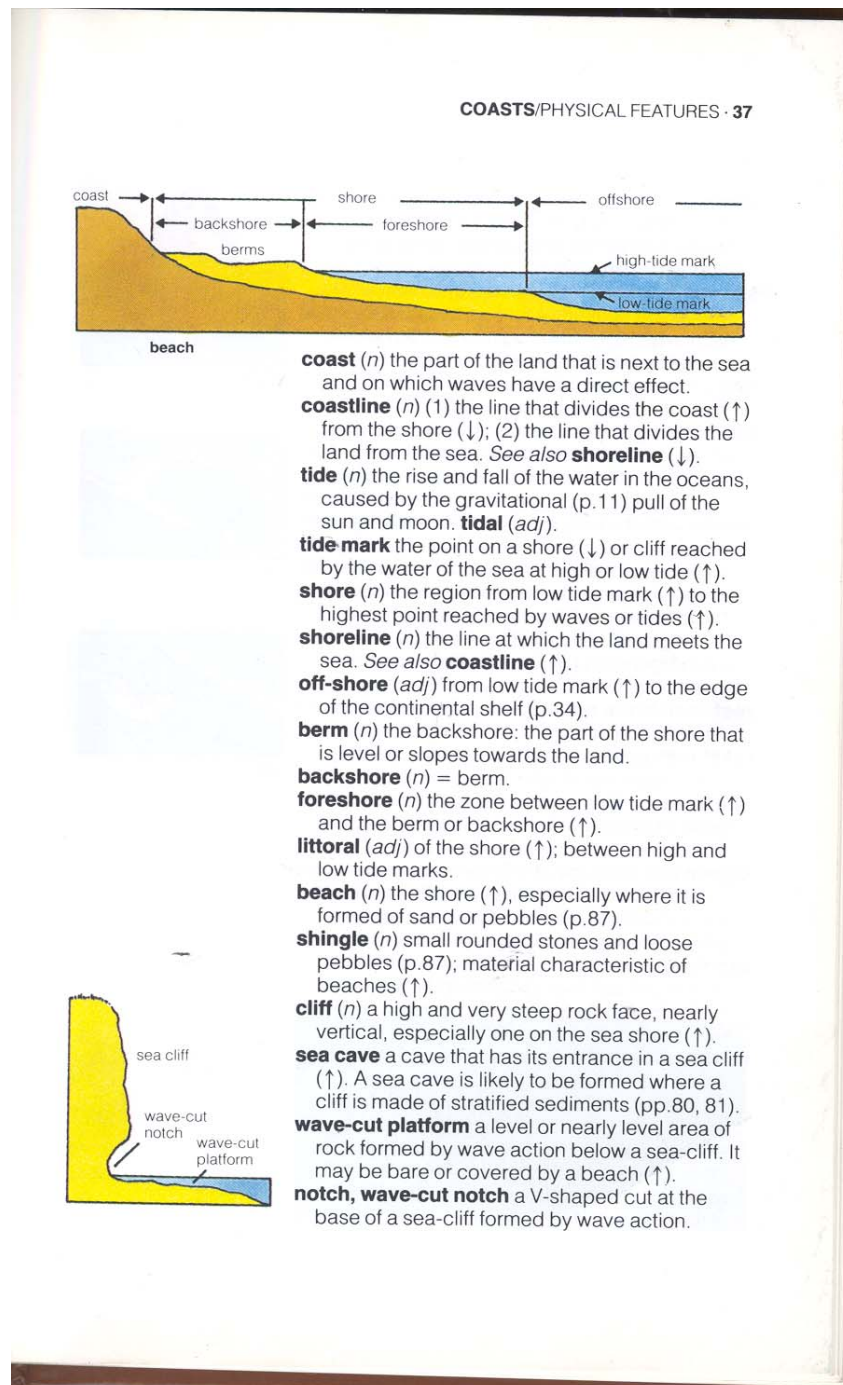 COASTS/PHYSICAL FEATURES · 37
coast shore offshore
backshore foreshore
berms
high-tide mark
low-tide mark
beach
coast (n) the part of the land that is next to the sea
and on which waves have a direct effect.
coastline (n) (1) the line that divides the coast (↑)
from the shore (↓); (2) the line that divides the
land from the sea. See also shoreline (↓).
tide (n) the rise and fall of the water in the oceans,
caused by the gravitational (p.11) pull of the
sun and moon. tidal (adj).
tide mark the point on a shore (↓) or cliff reached
by the water of the sea at high or low tide (↑).
shore (n) the region from low tide mark (↑) to the
highest point reached by waves or tides (↑).
shoreline (n) the line at which the land meets the
sea. See also coastline (↑).
off-shore (adj) from low tide mark (↑) to the edge
of the continental shelf (p.34).
berm (n) the backshore: the part of the shore that
is level or slopes towards the land.
backshore (n) = berm.
foreshore (n) the zone between low tide mark (↑)
and the berm or backshore (↑).
littoral (adj) of the shore (↑); between high and
low tide marks.
beach (n) the shore (↑), especially where it is
formed of sand or pebbles (p.87).
shingle (n) small rounded stones and loose
pebbles (p.87); material characteristic of
beaches (↑).
cliff (n) a high and very steep rock face, nearly
vertical, especially one on the sea shore (↑).
sea cave a cave that has its entrance in a sea cliff
(↑). A sea cave is likely to be formed where a
cliff is made of stratified sediments (pp.80, 81).
wave-cut platform a level or nearly level area of
rock formed by wave action below a sea-cliff. It
may be bare or covered by a beach (↑).
notch, wave-cut notch a V-shaped cut at the
base of a sea-cliff formed by wave action.
sea cliff
wave-cut
notch
wave-cut
platform